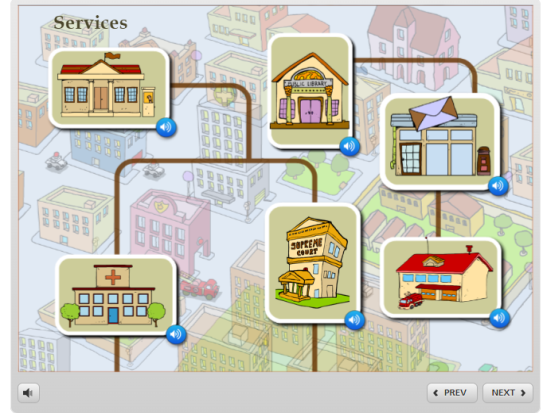 Services
PUBLIC LIBRARY
SUPREME
COURT
PREV
NEXT